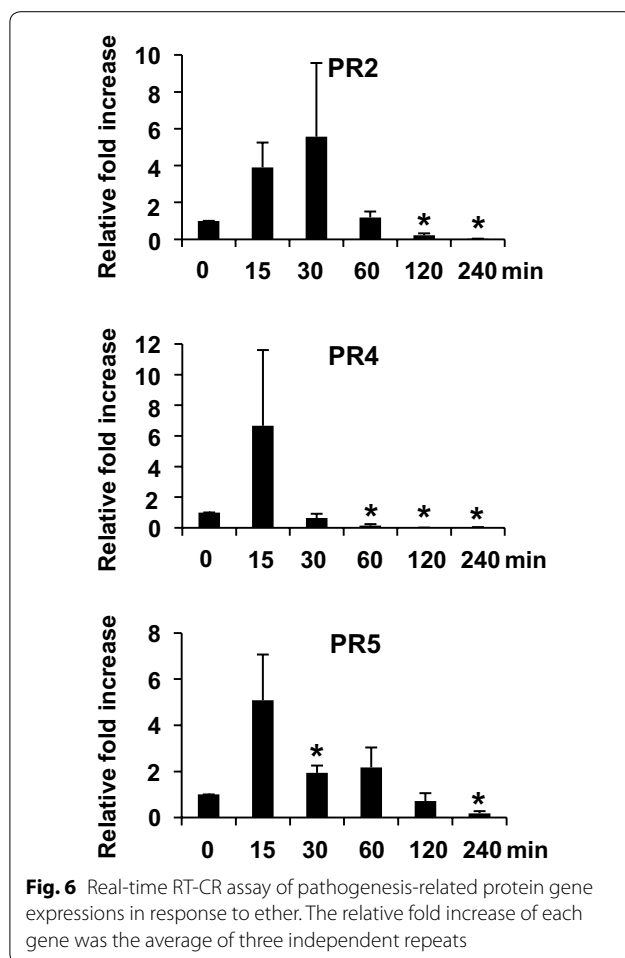 PR2
Relative fold increase
10
8
6
4
2
0
* *
0 15 30 60 120 240 min
PR4
Relative fold increase
12
10
8
6
4
2
0
* * *
0 15 30 60 120 240 min
PR5
Relative fold increase
8
6
4
2
0
* *
0 15 30 60 120 240 min
Fig. 6 Real-time RT-CR assay of pathogenesis-related protein gene
expressions in response to ether. The relative fold increase of each
gene was the average of three independent repeats